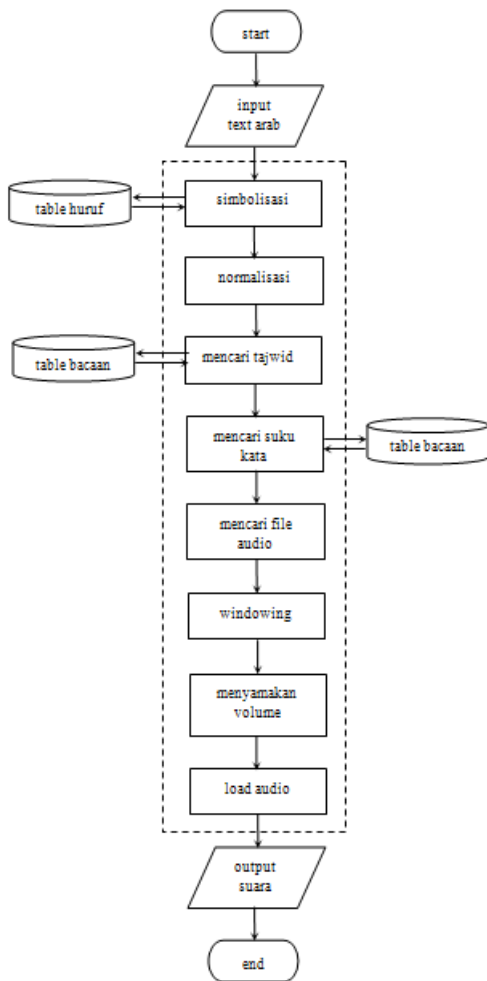 start
input
text arab
simbolisasi
table huruf
normalisasi
mencari tajwid
table bacaan
mencari suku
kata
table bacaan
mencari file
audio
windowing
menyamakan
volume
load audio
output
suara
end